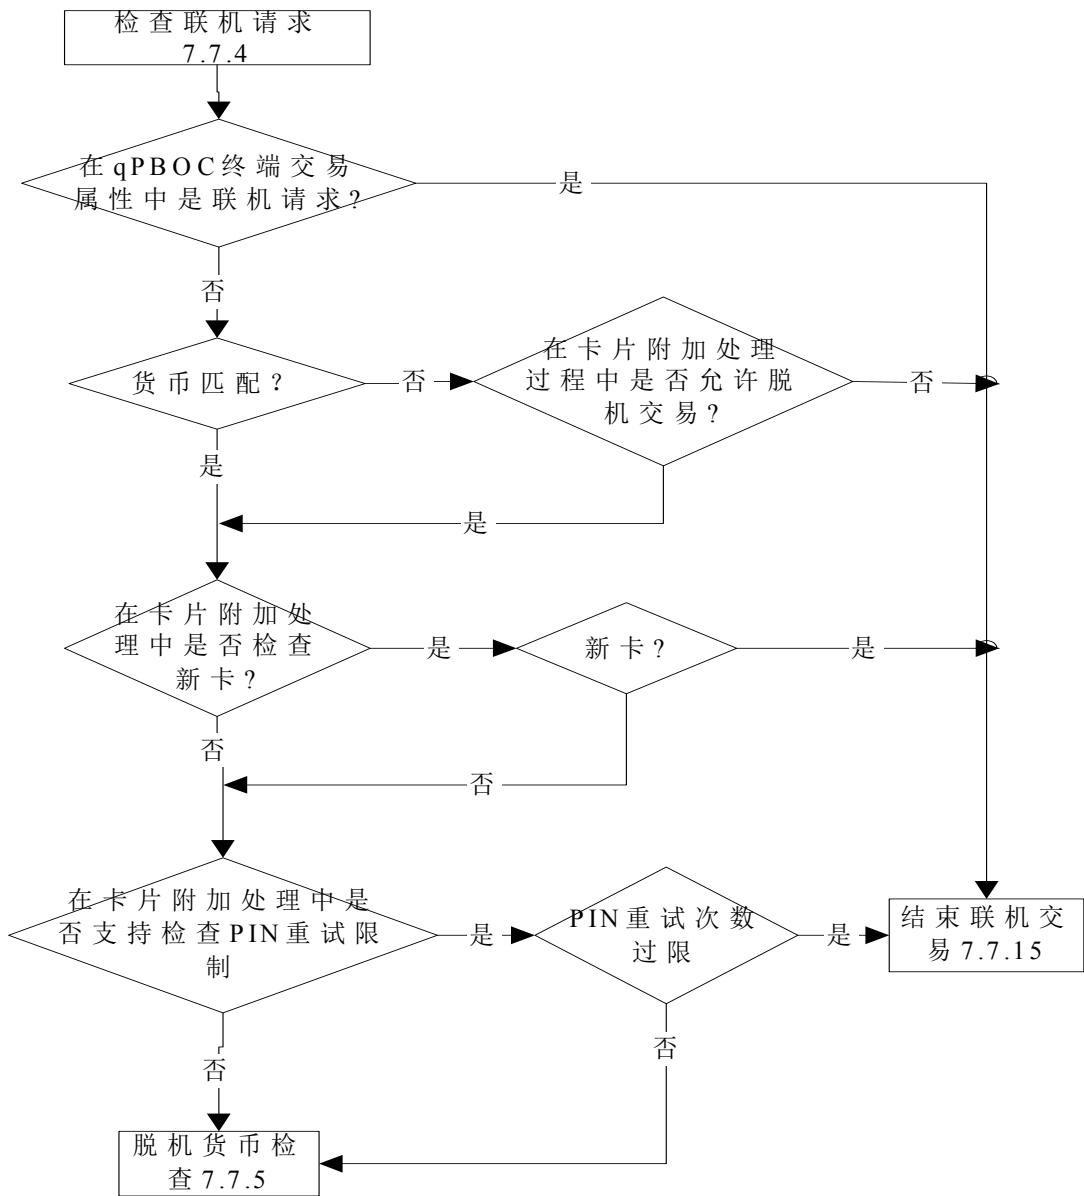 检查联机请求
7.7.4
在qPBOC终端交易
属性中是联机请求?
是
否
在卡片附加处理
过程中是否允许脱
机交易?
货币匹配?
否
否
是
是
在卡片附加处
理中是否检查
新卡?
是
新卡?
是
否
否
在卡片附加处理中是
否支持检查PIN重试限
制
是
PIN重试次数
过限
是
结束联机交
易7.7.15
否
否
脱机货币检
查7.7.5